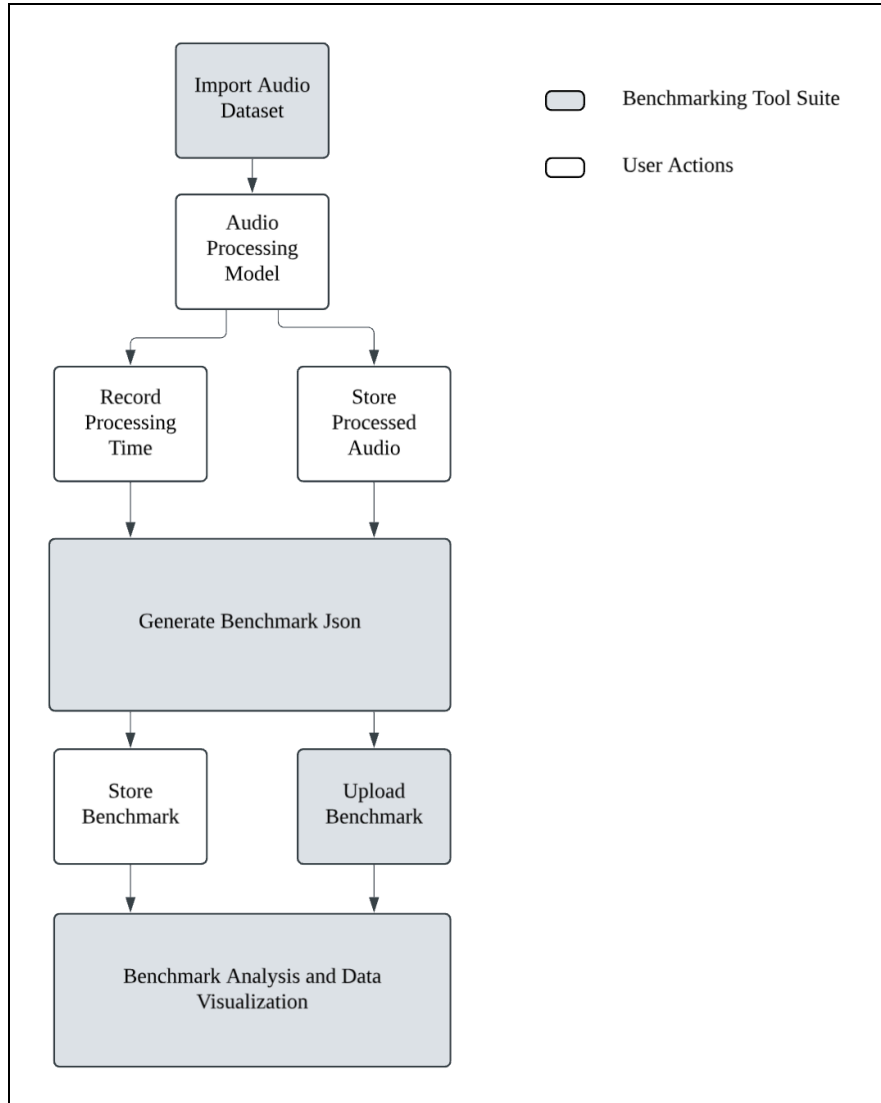 Import Audio
Dataset
Benchmarking Tool Suite
User Actions
Audio
Processing
Model
Record
Processing
Time
Store
Processed
Audio
Generate Benchmark Json
Store
Benchmark
Upload
Benchmark
Benchmark Analysis and Data
Visualization